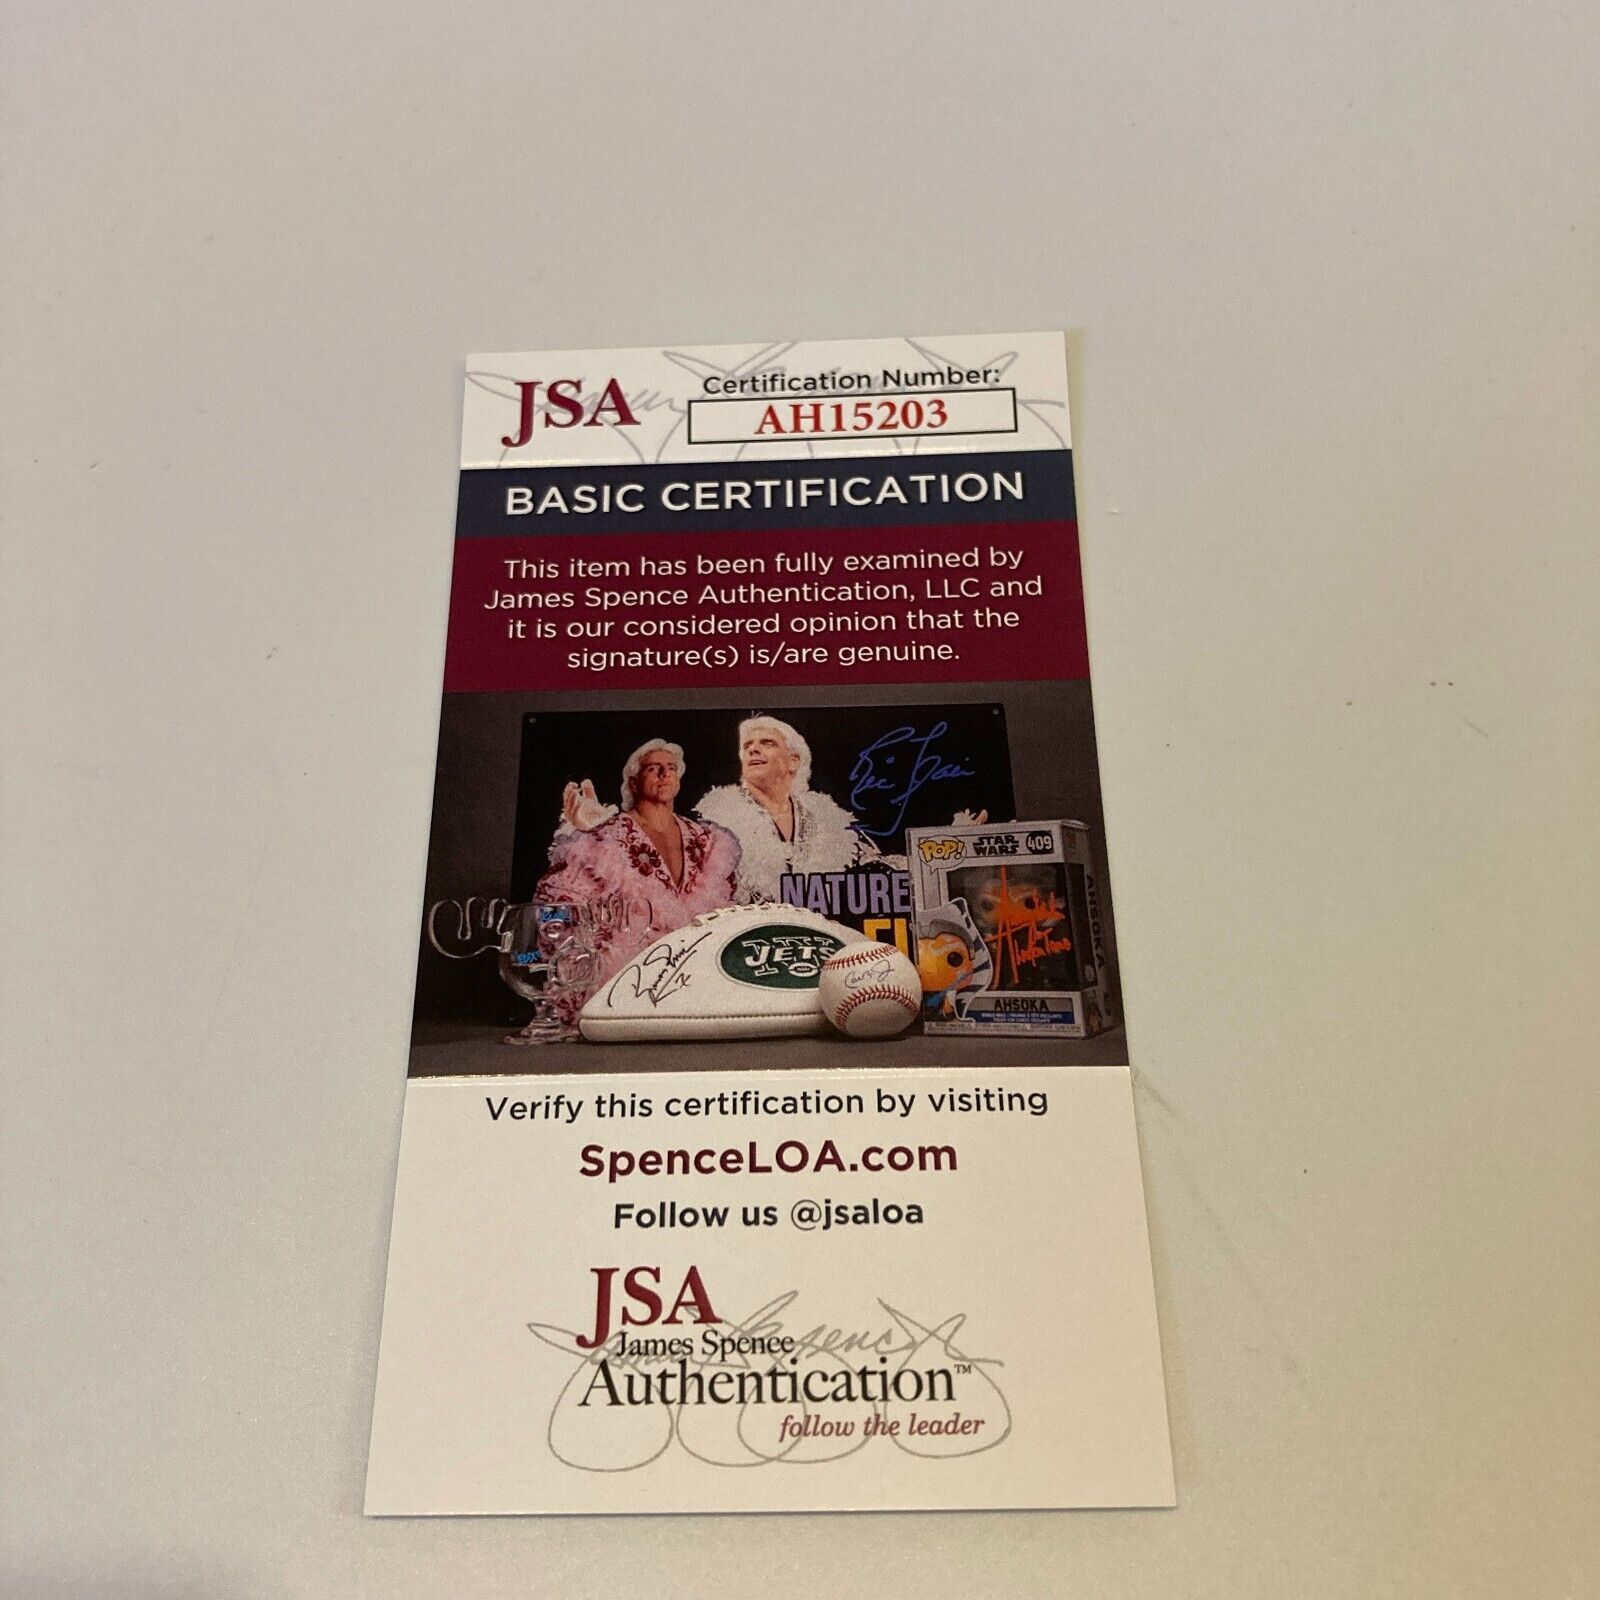 JSA
Certification Number:
AH15203
BASIC CERTIFICATION
This item has been fully examined by
James Spence Authentication, LLC and
it is our considered opinion that the
signature(s) is/are genuine.
POP!
STAR
WARS
409
NATURE
AHSOKA
JETS
AHSOKA
Verify this certification by visiting
SpenceLOA.com
Follow us @jsaloa
JSA
James Spence
Authentication™
follow the leader